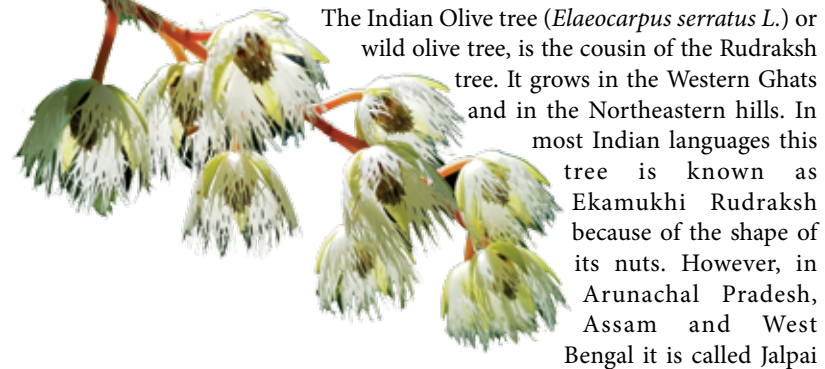 The Indian Olive tree (Elaeocarpus serratus L.) or
wild olive tree, is the cousin of the Rudraksh
tree. It grows in the Western Ghats
and in the Northeastern hills. In
most Indian languages this
tree is known as
Ekamukhi Rudraksh
because of the shape of
its nuts. However, in
Arunachal Pradesh,
Assam and West
Bengal it is called Jalpai